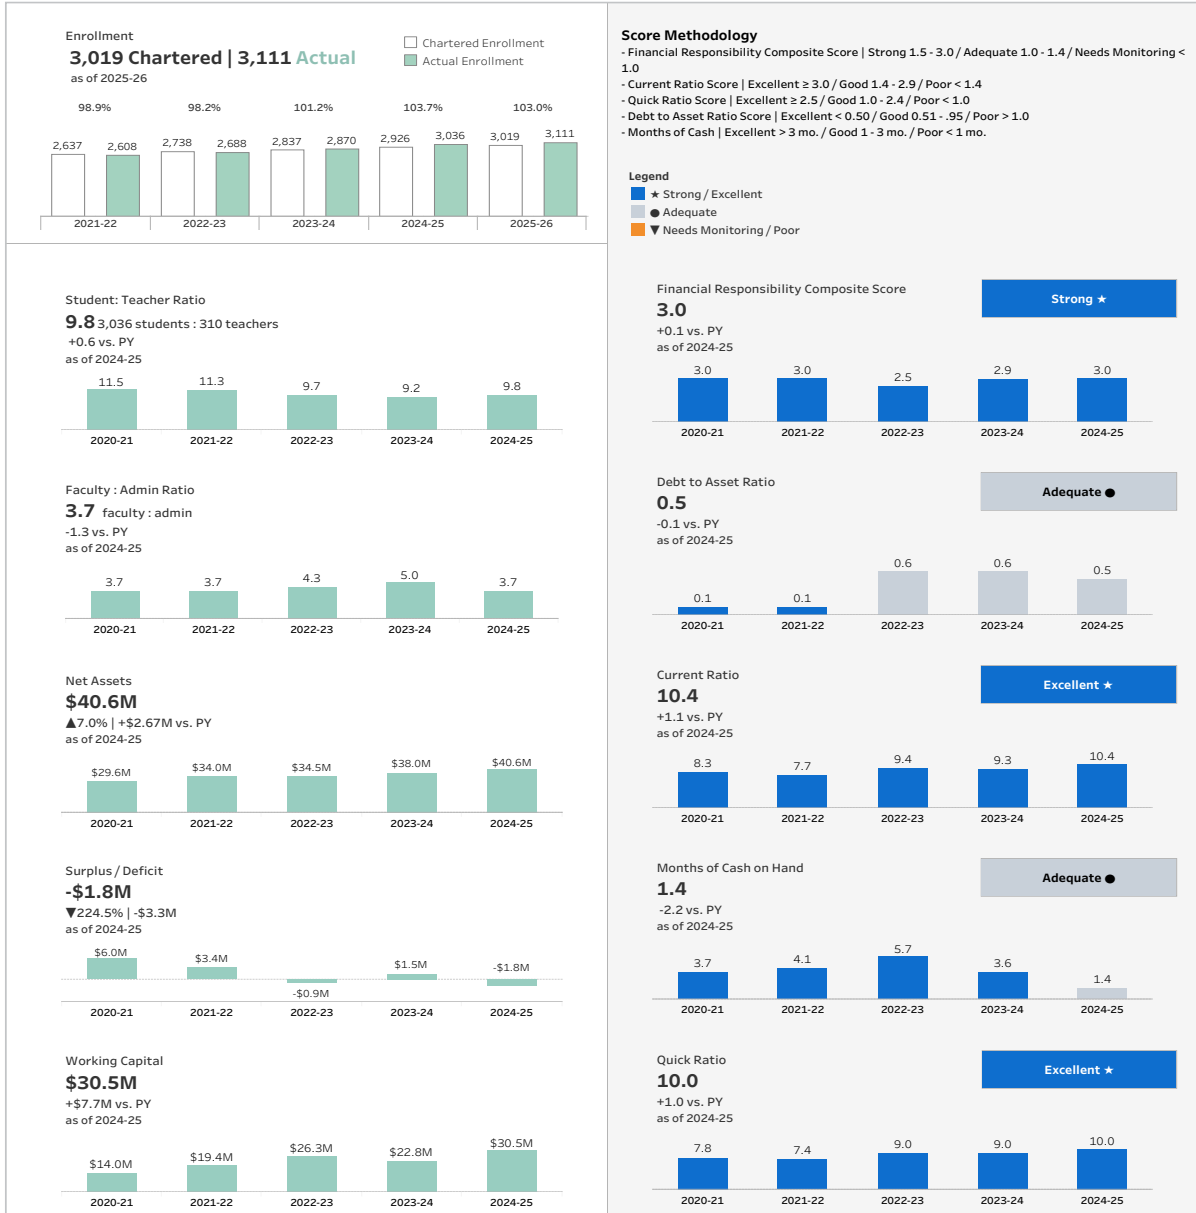 Enrollment
3,019 Chartered | 3,111 Actual
as of 2025-26
Chartered Enrollment
Actual Enrollment
98.9% 98.2% 101.2% 103.7% 103.0%
2,637 2,608 2,738 2,688 2,837 2,870 2,926 3,036 3,019 3,111
2021-22 2022-23 2023-24 2024-25 2025-26
Score Methodology
- Financial Responsibility Composite Score | Strong 1.5 - 3.0 / Adequate 1.0 - 1.4 / Needs Monitoring <
1.0
- Current Ratio Score | Excellent ≥ 3.0 / Good 1.4 - 2.9 / Poor < 1.4
- Quick Ratio Score | Excellent ≥ 2.5 / Good 1.0 - 2.4 / Poor < 1.0
- Debt to Asset Ratio Score | Excellent < 0.50 / Good 0.51 - .95 / Poor > 1.0
- Months of Cash | Excellent > 3 mo. / Good 1 - 3 mo. / Poor < 1 mo.
Legend
★ Strong / Excellent
● Adequate
▼ Needs Monitoring / Poor
Student: Teacher Ratio
9.8 3,036 students : 310 teachers
+0.6 vs. PY
as of 2024-25
11.5 11.3 9.7 9.2 9.8
2020-21 2021-22 2022-23 2023-24 2024-25
Faculty : Admin Ratio
3.7 faculty : admin
-1.3 vs. PY
as of 2024-25
3.7 3.7 4.3 5.0 3.7
2020-21 2021-22 2022-23 2023-24 2024-25
Net Assets
$40.6M
▲7.0% | +$2.67M vs. PY
as of 2024-25
$29.6M $34.0M $34.5M $38.0M $40.6M
2020-21 2021-22 2022-23 2023-24 2024-25
Surplus / Deficit
-$1.8M
▼224.5% | -$3.3M
as of 2024-25
$6.0M $3.4M -$0.9M $1.5M -$1.8M
2020-21 2021-22 2022-23 2023-24 2024-25
Working Capital
$30.5M
+$7.7M vs. PY
as of 2024-25
$14.0M $19.4M $26.3M $22.8M $30.5M
2020-21 2021-22 2022-23 2023-24 2024-25
Financial Responsibility Composite Score
3.0
+0.1 vs. PY
as of 2024-25
Strong ★
3.0 3.0 2.5 2.9 3.0
2020-21 2021-22 2022-23 2023-24 2024-25
Debt to Asset Ratio
0.5
-0.1 vs. PY
as of 2024-25
Adequate ●
0.1 0.1 0.6 0.6 0.5
2020-21 2021-22 2022-23 2023-24 2024-25
Current Ratio
10.4
+1.1 vs. PY
as of 2024-25
Excellent ★
8.3 7.7 9.4 9.3 10.4
2020-21 2021-22 2022-23 2023-24 2024-25
Months of Cash on Hand
1.4
-2.2 vs. PY
as of 2024-25
Adequate ●
3.7 4.1 5.7 3.6 1.4
2020-21 2021-22 2022-23 2023-24 2024-25
Quick Ratio
10.0
+1.0 vs. PY
as of 2024-25
Excellent ★
7.8 7.4 9.0 9.0 10.0
2020-21 2021-22 2022-23 2023-24 2024-25